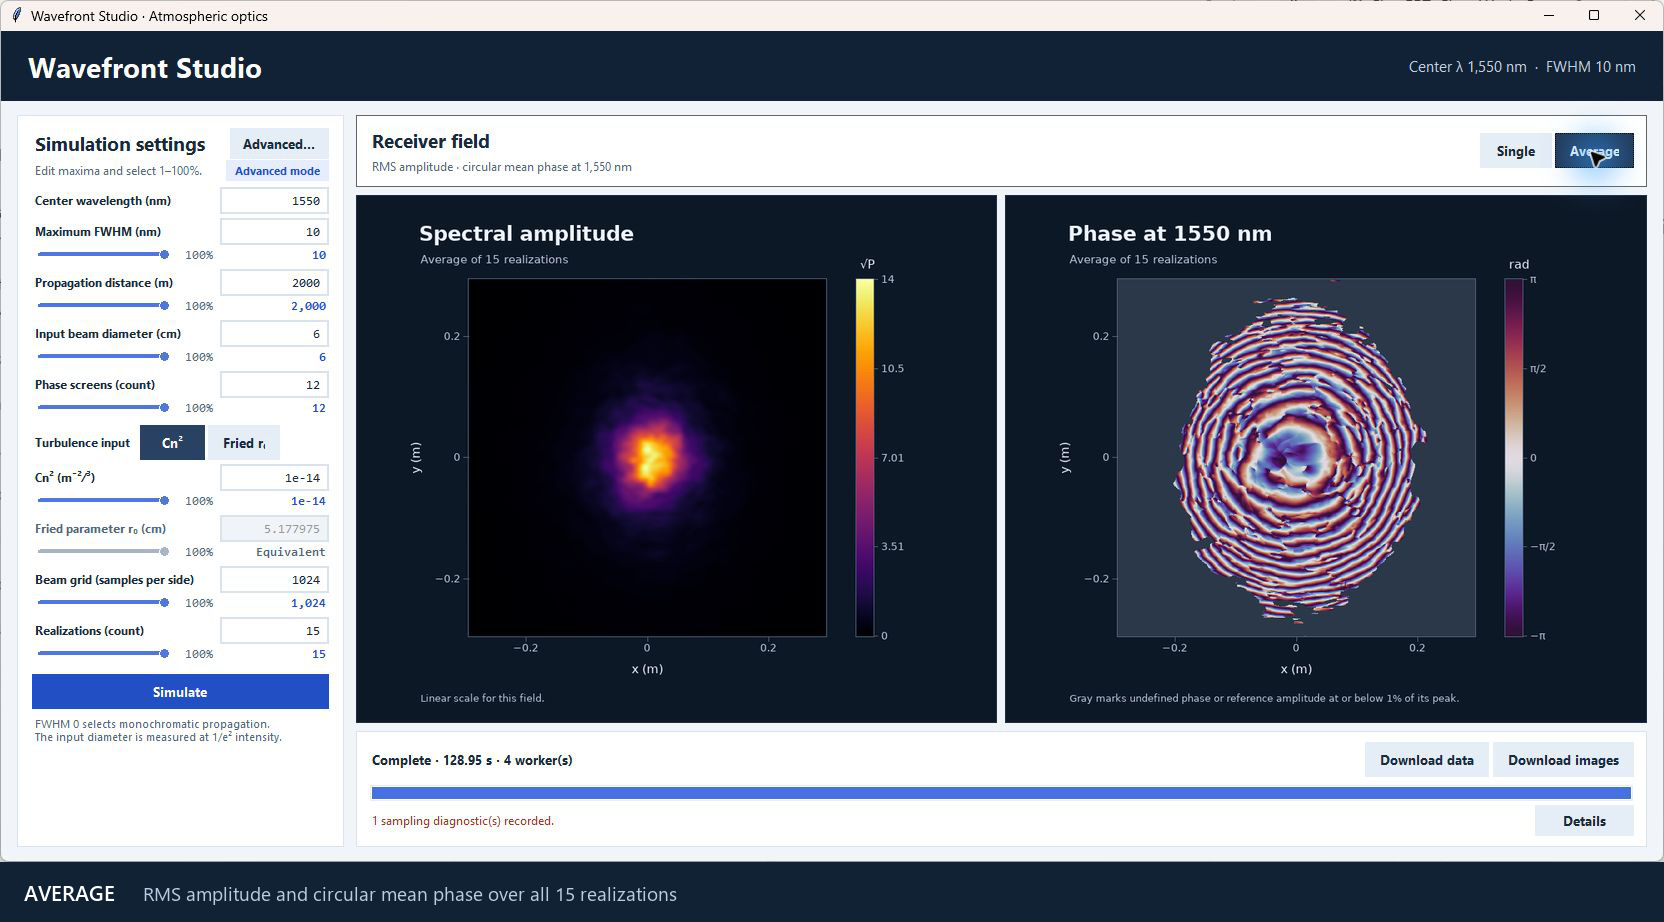 Wavefront Studio · Atmospheric optics
Wavefront Studio
Center λ 1,550 nm · FWHM 10 nm
Simulation settings
Advanced...
Edit maxima and select 1–100%.
Advanced mode
Center wavelength (nm)
1550
Maximum FWHM (nm)
10
100%
10
Propagation distance (m)
2000
100%
2,000
Input beam diameter (cm)
6
100%
6
Phase screens (count)
12
100%
12
Turbulence input
Cn²
Fried r₀
Cn² (m⁻²⁄³)
1e-14
100%
1e-14
Fried parameter r₀ (cm)
5.177975
100%
Equivalent
Beam grid (samples per side)
1024
100%
1,024
Realizations (count)
15
100%
15
Simulate
FWHM 0 selects monochromatic propagation.
The input diameter is measured at 1/e² intensity.
Receiver field
RMS amplitude · circular mean phase at 1,550 nm
Single
Average
Spectral amplitude
Average of 15 realizations
√P
14
10.5
7.01
3.51
0
y (m)
0.2
0
−0.2
−0.2
0
0.2
x (m)
Linear scale for this field.
Phase at 1550 nm
Average of 15 realizations
rad
π
π/2
0
−π/2
−π
y (m)
0.2
0
−0.2
−0.2
0
0.2
x (m)
Gray marks undefined phase or reference amplitude at or below 1% of its peak.
Complete · 128.95 s · 4 worker(s)
Download data
Download images
1 sampling diagnostic(s) recorded.
Details
AVERAGE
RMS amplitude and circular mean phase over all 15 realizations